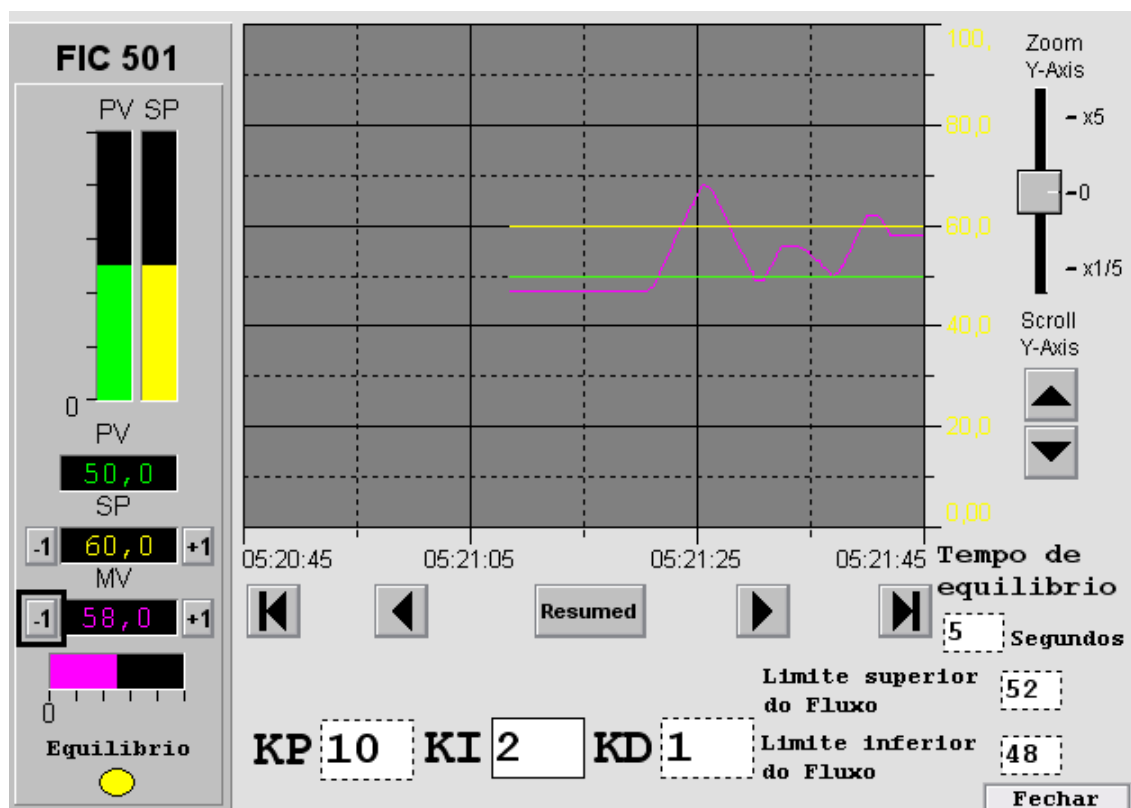 FIC 501
PV SP
0
PV
50,0
SP
-1 60,0 +1
MV
-1 58,0 +1
0
Equilibrio
100,
80,0
60,0
40,0
20,0
0,00
05:20:45 05:21:05 05:21:25 05:21:45
Zoom
Y-Axis
x5
0
x1/5
Scroll
Y-Axis
Resumed
Tempo de
equilibrio
5 Segundos
Limite superior
do Fluxo
52
KP 10 KI 2 KD 1
Limite inferior
do Fluxo
48
Fechar